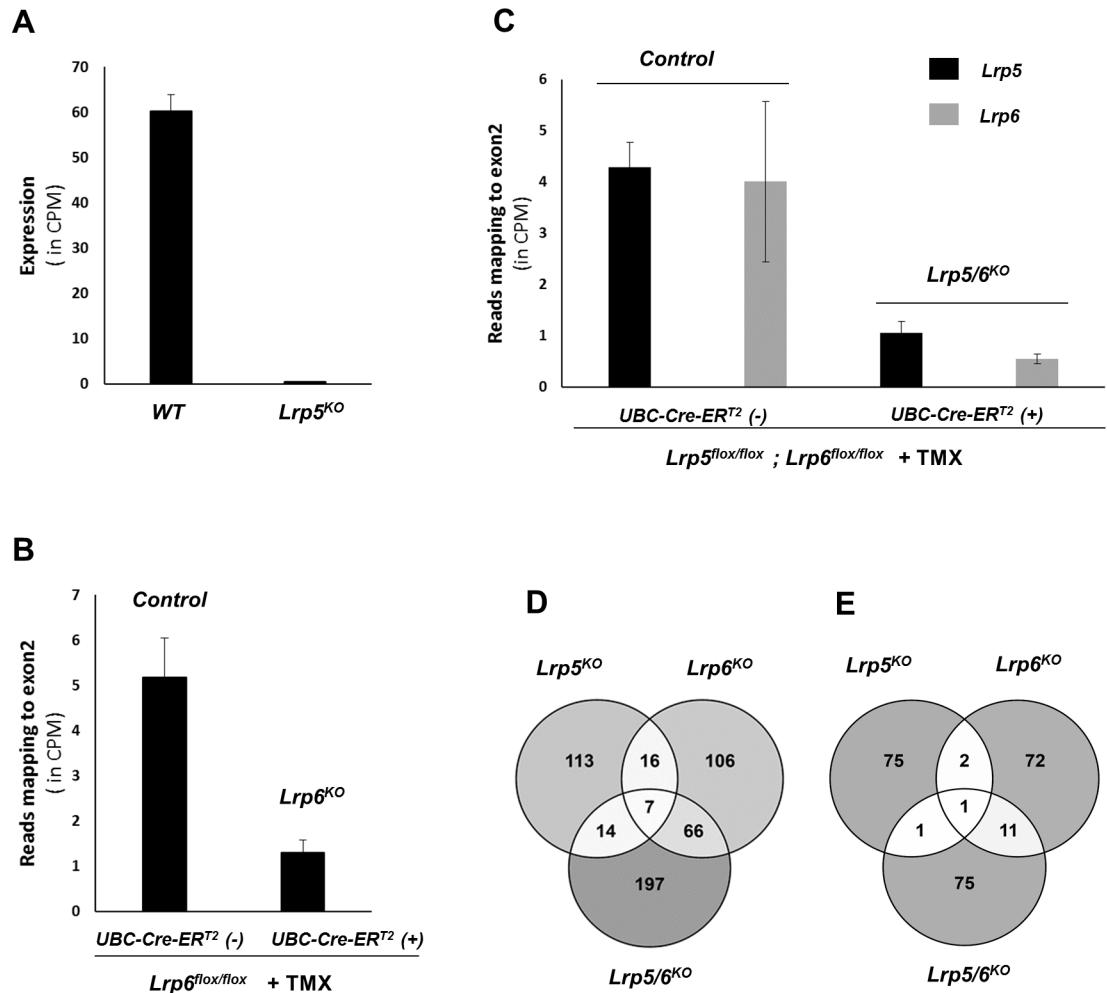 A
Expression
( in CPM)
70
60
50
40
30
20
10
0
WT
Lrp5KO
B
Reads mapping to exon2
( in CPM)
7
6
5
4
3
2
1
0
Control
Lrp6KO
UBC-Cre-ERT2 (-)
UBC-Cre-ERT2 (+)
Lrp6flox/flox + TMX
C
Reads mapping to exon2
(in CPM)
6
5
4
3
2
1
0
Control
Lrp5
Lrp6
Lrp5/6KO
UBC-Cre-ERT2 (-)
UBC-Cre-ERT2 (+)
Lrp5flox/flox ; Lrp6flox/flox + TMX
D
Lrp5KO
Lrp6KO
113
16
106
7
14
66
197
Lrp5/6KO
E
Lrp5KO
Lrp6KO
75
2
72
1
1
11
75
Lrp5/6KO